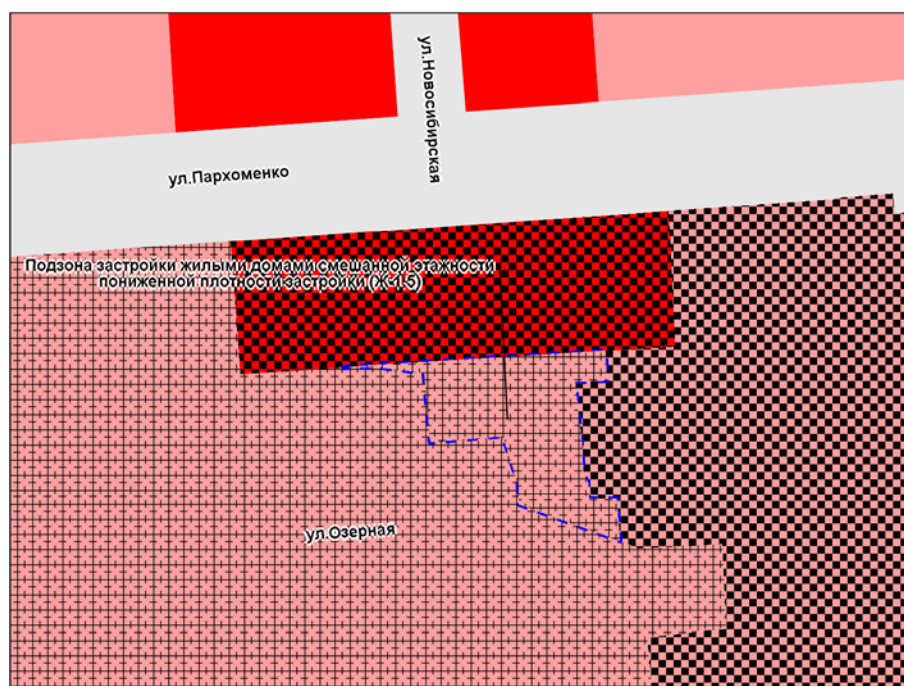 ул.Новосибирская
ул.Пархоменко
Подзона застройки жилыми домами смешанной этажности
пониженной плотности застройки (Ж-1.5)
ул.Озерная